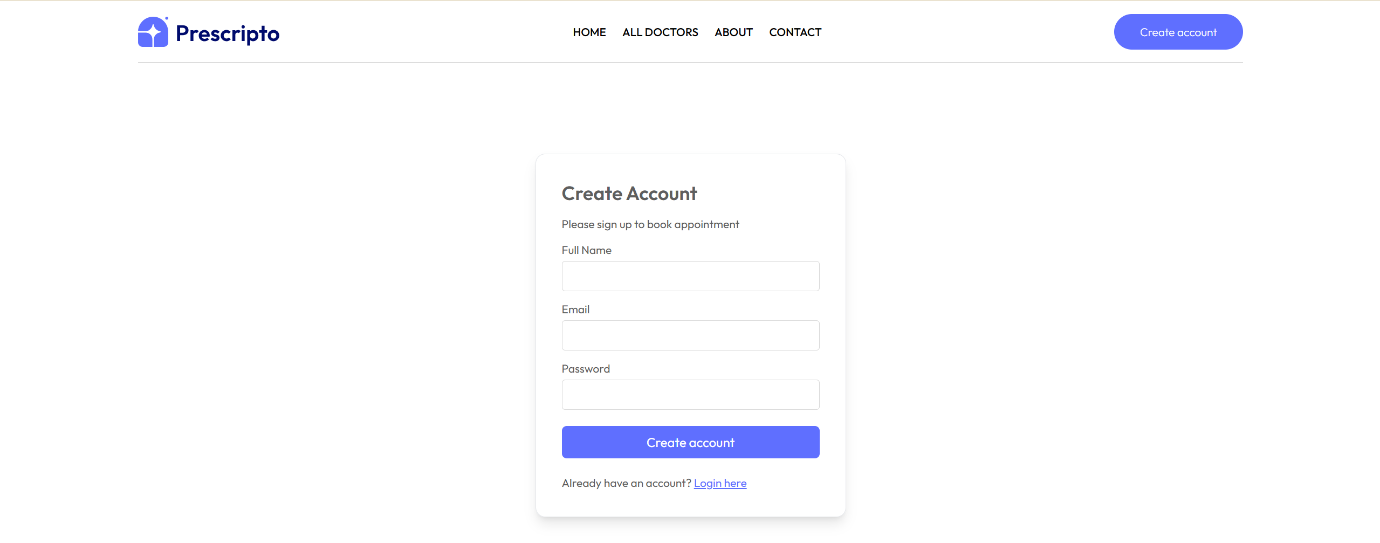 Prescripto
HOME ALL DOCTORS ABOUT CONTACT
Create account
Create Account
Please sign up to book appointment
Full Name
Email
Password
Create account
Already have an account? Login here